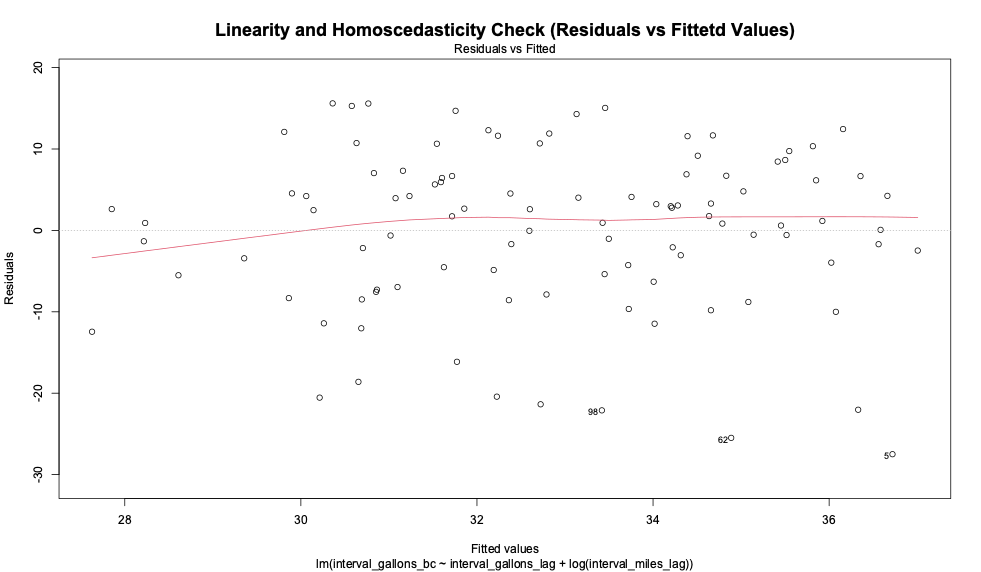 Linearity and Homoscedasticity Check (Residuals vs Fittetd Values)
Residuals vs Fitted
20
10
0
-10
-20
-30
Residuals
98
62
5
28
30
32
34
36
Fitted values
lm(interval_gallons_bc ~ interval_gallons_lag + log(interval_miles_lag))